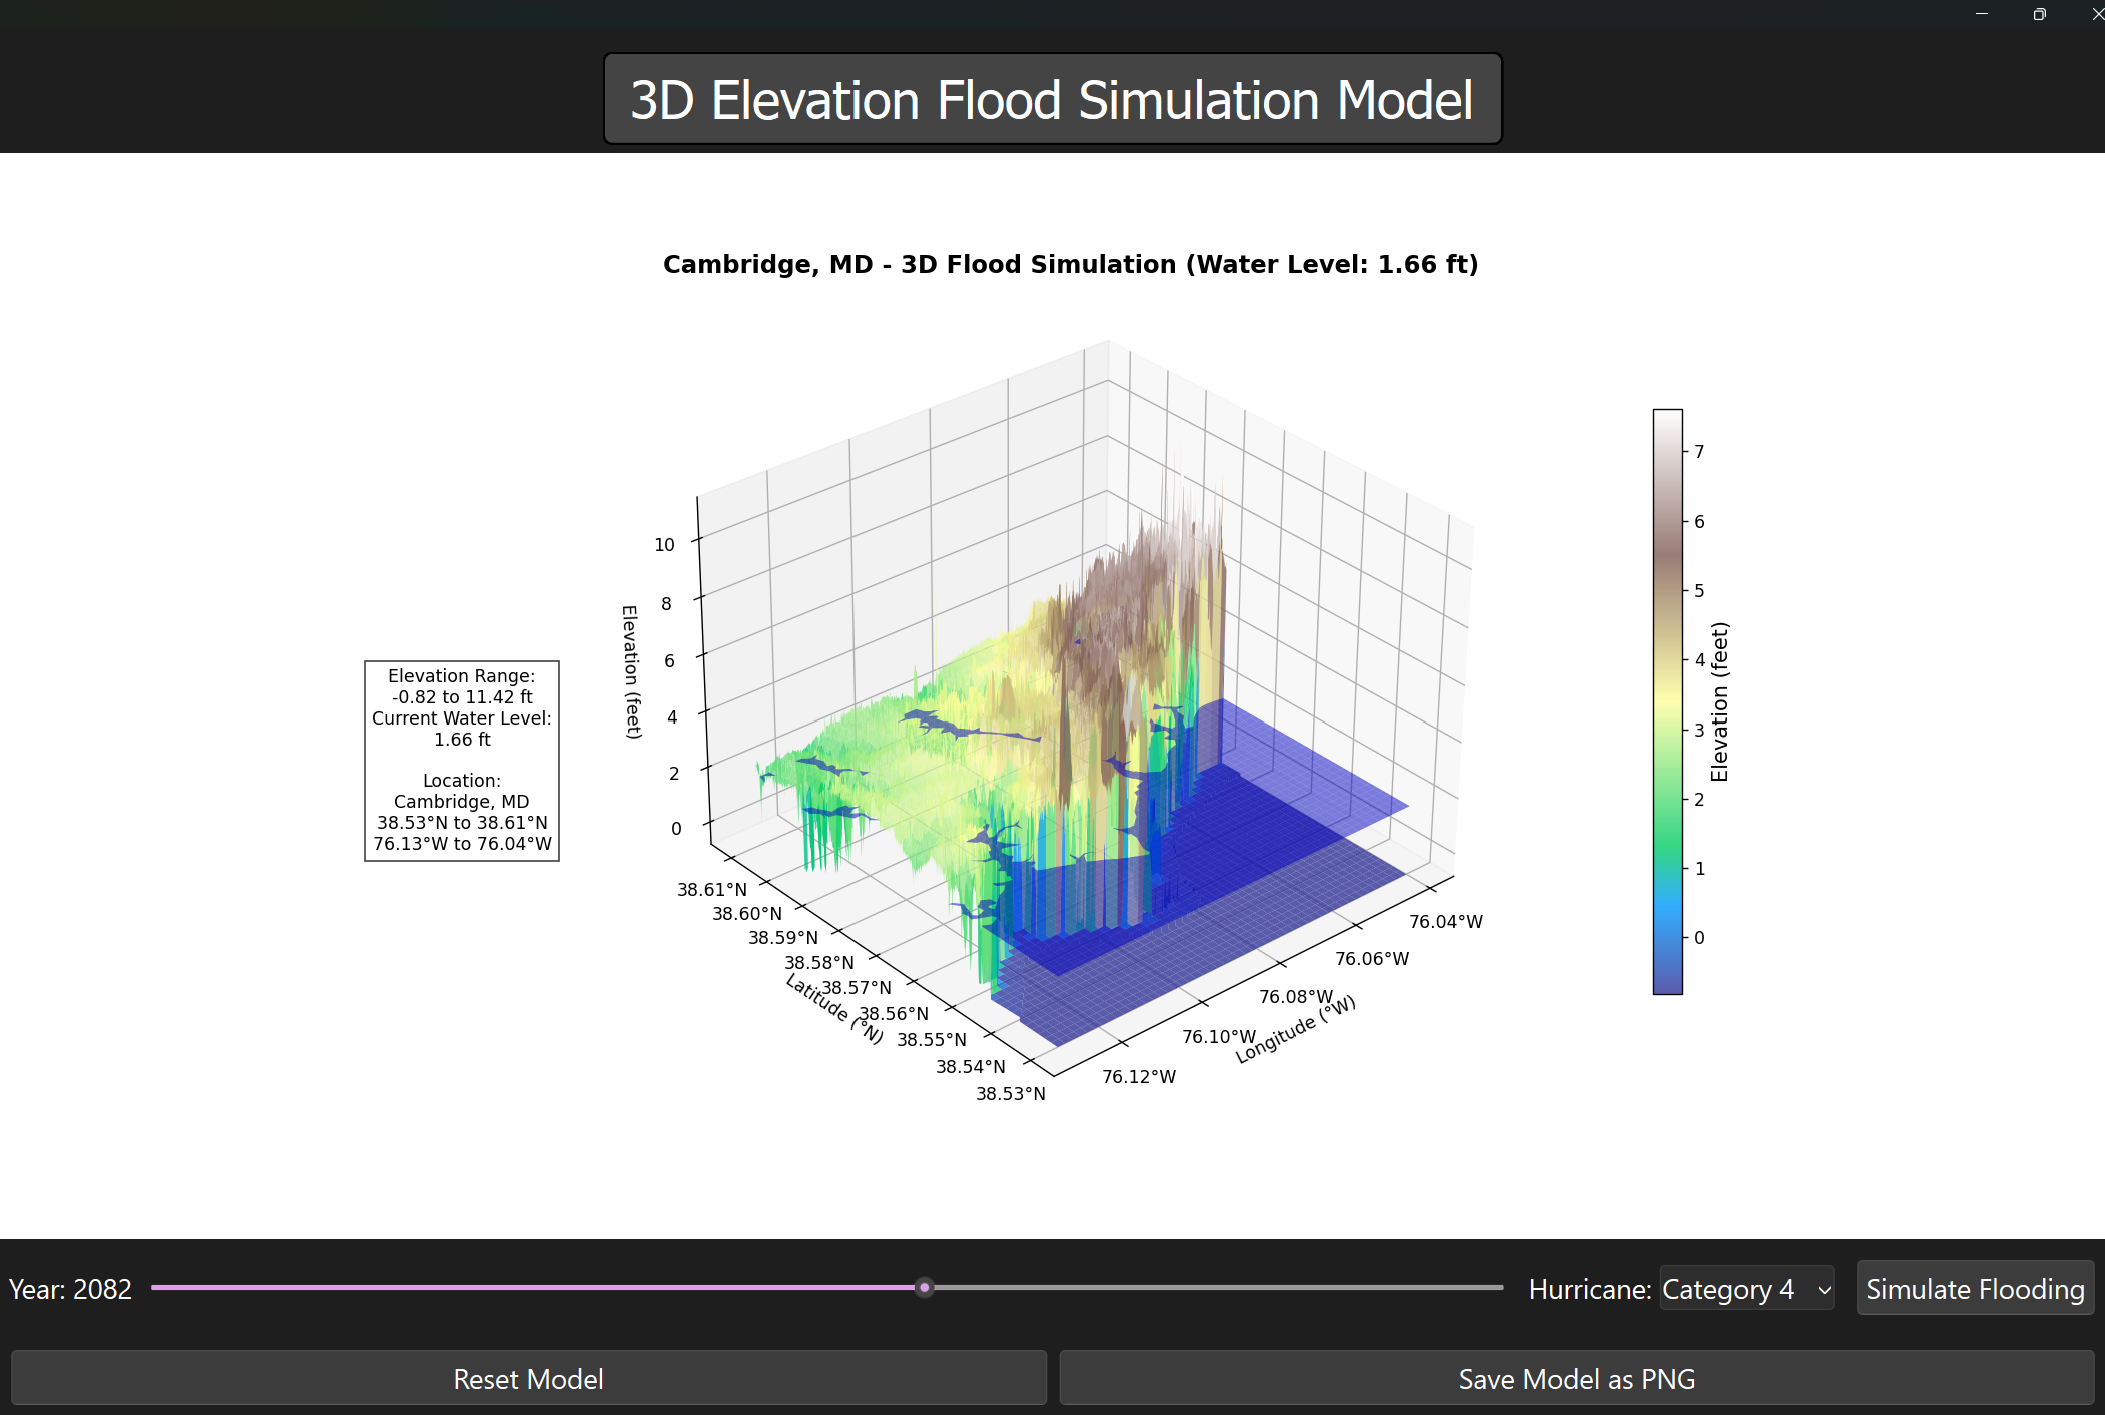 3D Elevation Flood Simulation Model
Cambridge, MD - 3D Flood Simulation (Water Level: 1.66 ft)
Elevation Range:
-0.82 to 11.42 ft
Current Water Level:
1.66 ft
Location:
Cambridge, MD
38.53°N to 38.61°N
76.13°W to 76.04°W
Elevation (feet)
10
8
6
4
2
0
38.61°N
38.60°N
38.59°N
38.58°N
38.57°N
38.56°N
38.55°N
38.54°N
38.53°N
Latitude (°N)
76.12°W
76.10°W
76.08°W
76.06°W
76.04°W
Longitude (°W)
7
6
5
4
3
2
1
0
Elevation (feet)
Year: 2082
Hurricane: Category 4
Simulate Flooding
Reset Model
Save Model as PNG